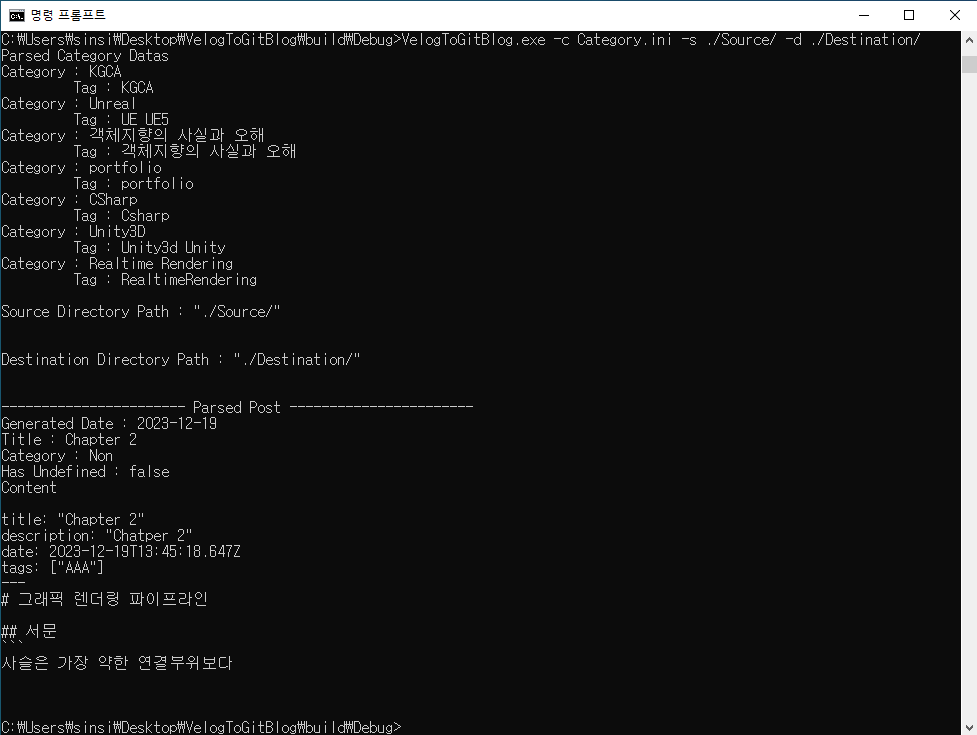 명령 프롬프트
C:₩Users₩sinsi₩Desktop₩VelogToGitBlog₩build₩Debug>VelogToGitBlog.exe -c Category.ini -s ./Source/ -d ./Destination/
Parsed Category Datas
Category : KGCA
Tag : KGCA
Category : Unreal
Tag : UE UE5
Category : 객체지향의 사실과 오해
Tag : 객체지향의 사실과 오해
Category : portfolio
Tag : portfolio
Category : CSharp
Tag : Csharp
Category : Unity3D
Tag : Unity3d Unity
Category : Realtime Rendering
Tag : RealtimeRendering
Source Directory Path : "./Source/"
Destination Directory Path : "./Destination/"
----------------------- Parsed Post -----------------------
Generated Date : 2023-12-19
Title : Chapter 2
Category : Non
Has Undefined : false
Content
title: "Chapter 2"
description: "Chatper 2"
date: 2023-12-19T13:45:18.647Z
tags: ["AAA"]
---
# 그래픽 렌더링 파이프라인
## 서문
```
사슬은 가장 약한 연결부위보다
C:₩Users₩sinsi₩Desktop₩VelogToGitBlog₩build₩Debug>